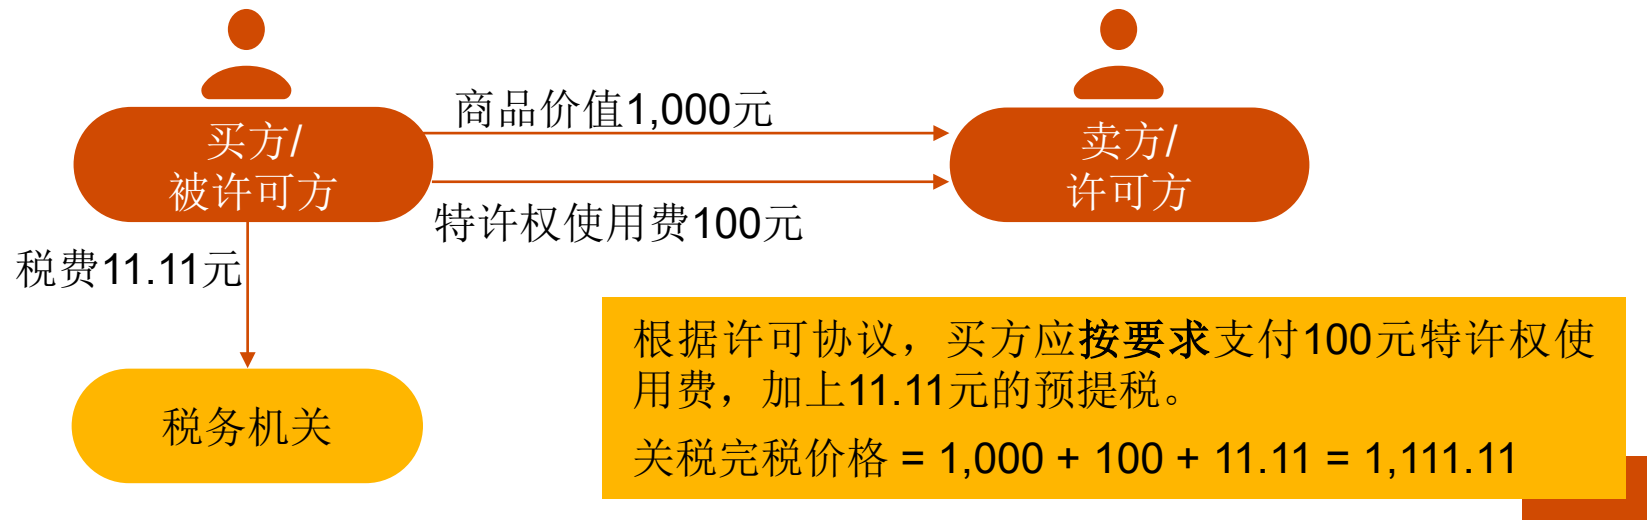 商品价值1,000元
买方/
被许可方
卖方/
许可方
特许权使用费100元
税费11.11元
税务机关
根据许可协议，买方应按要求支付100元特许权使
用费，加上11.11元的预提税。
关税完税价格 = 1,000 + 100 + 11.11 = 1,111.11